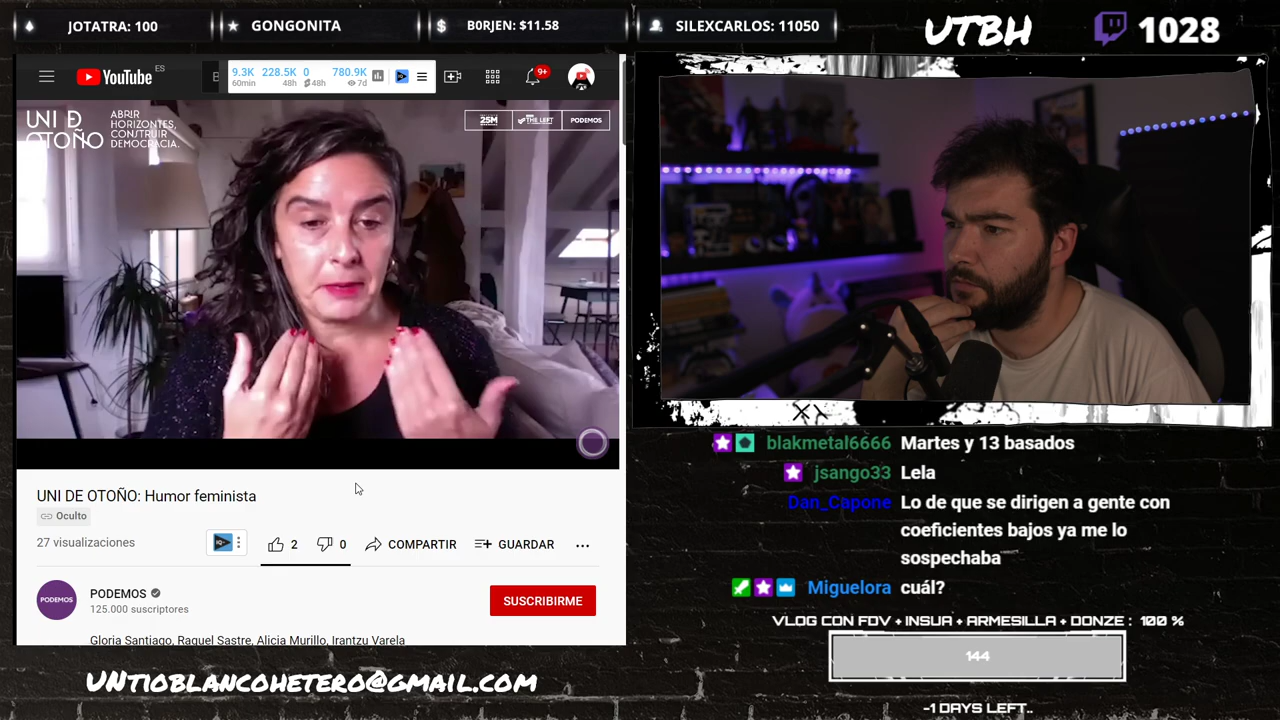 JOTATRA: 100
GONGONITA
$
B0RJEN: $11.58
SILEXCARLOS: 11050
UTBH
1028
YouTube
ES
9.3K 228.5K 0 780.9K
60min 48h 48h 7d
9+
UNI D
OTOÑO
ABRIR
HORIZONTES,
CONSTRUIR
DEMOCRACIA.
25M
THE LEFT
PODEMOS
UNI DE OTOÑO: Humor feminista
Oculto
27 visualizaciones
IQ
2
0
COMPARTIR
GUARDAR
PODEMOS
PODEMOS
125.000 suscriptores
SUSCRIBIRME
Gloria Santiago, Raquel Sastre, Alicia Murillo, Irantzu Varela
blakmetal6666 Martes y 13 basados
jsango33 Lela
Dan_Capone Lo de que se dirigen a gente con
coeficientes bajos ya me lo
sospechaba
Miguelora cuál?
VLOG CON FDV + INSUA + ARMESILLA + DONZE : 100 %
144
-1 DAYS LEFT..
UNTIOBLANCOHETERO@GMAIL.COM